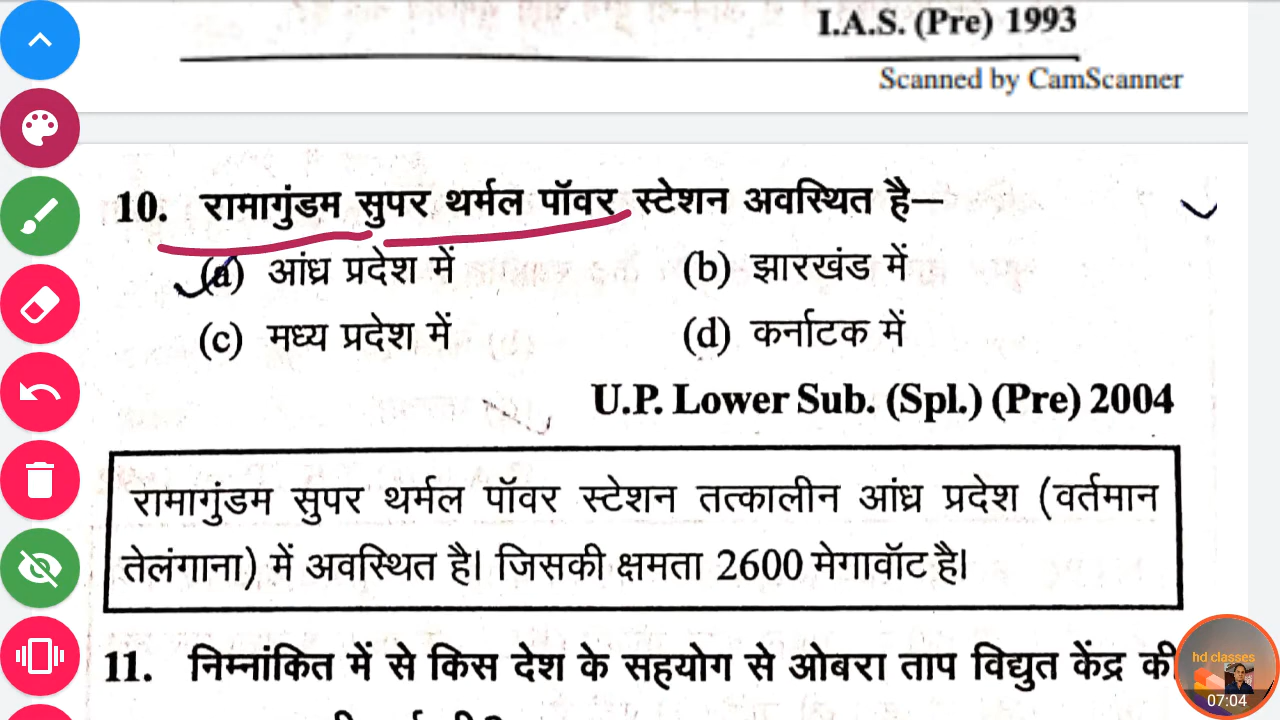 I.A.S. (Pre) 1993
Scanned by CamScanner
10. रामागुंडम सुपर थर्मल पॉवर स्टेशन अवस्थित है—
(a) आंध्र प्रदेश में (b) झारखंड में
(c) मध्य प्रदेश में (d) कर्नाटक में
U.P. Lower Sub. (Spl.) (Pre) 2004
रामागुंडम सुपर थर्मल पॉवर स्टेशन तत्कालीन आंध्र प्रदेश (वर्तमान
तेलंगाना) में अवस्थित है। जिसकी क्षमता 2600 मेगावॉट है।
11. निम्नांकित में से किस देश के सहयोग से ओबरा ताप विद्युत केंद्र की
hd classes
07:04